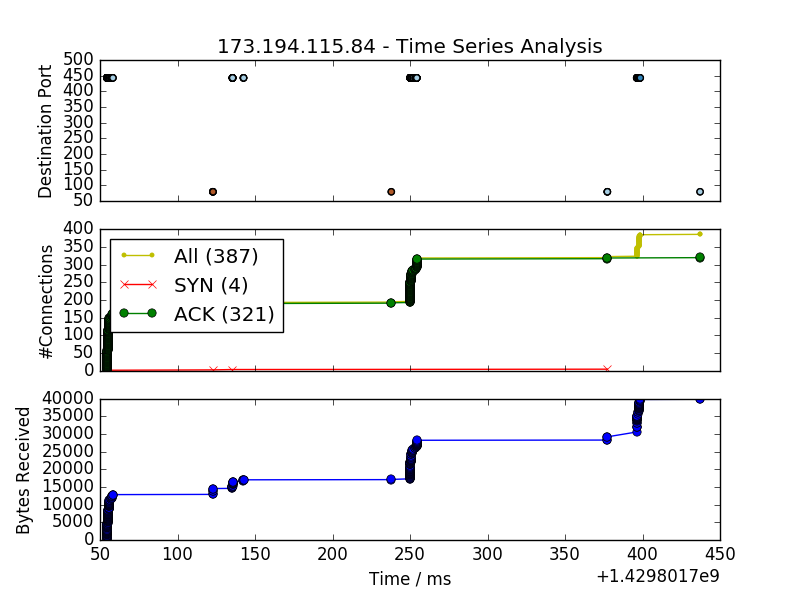 173.194.115.84 - Time Series Analysis
500
450
400
350
300
250
200
150
100
50
Destination Port
400
350
300
250
200
150
100
50
0
#Connections
All (387)
SYN (4)
ACK (321)
40000
35000
30000
25000
20000
15000
10000
5000
0
Bytes Received
50 100 150 200 250 300 350 400 450
Time / ms
+1.4298017e9